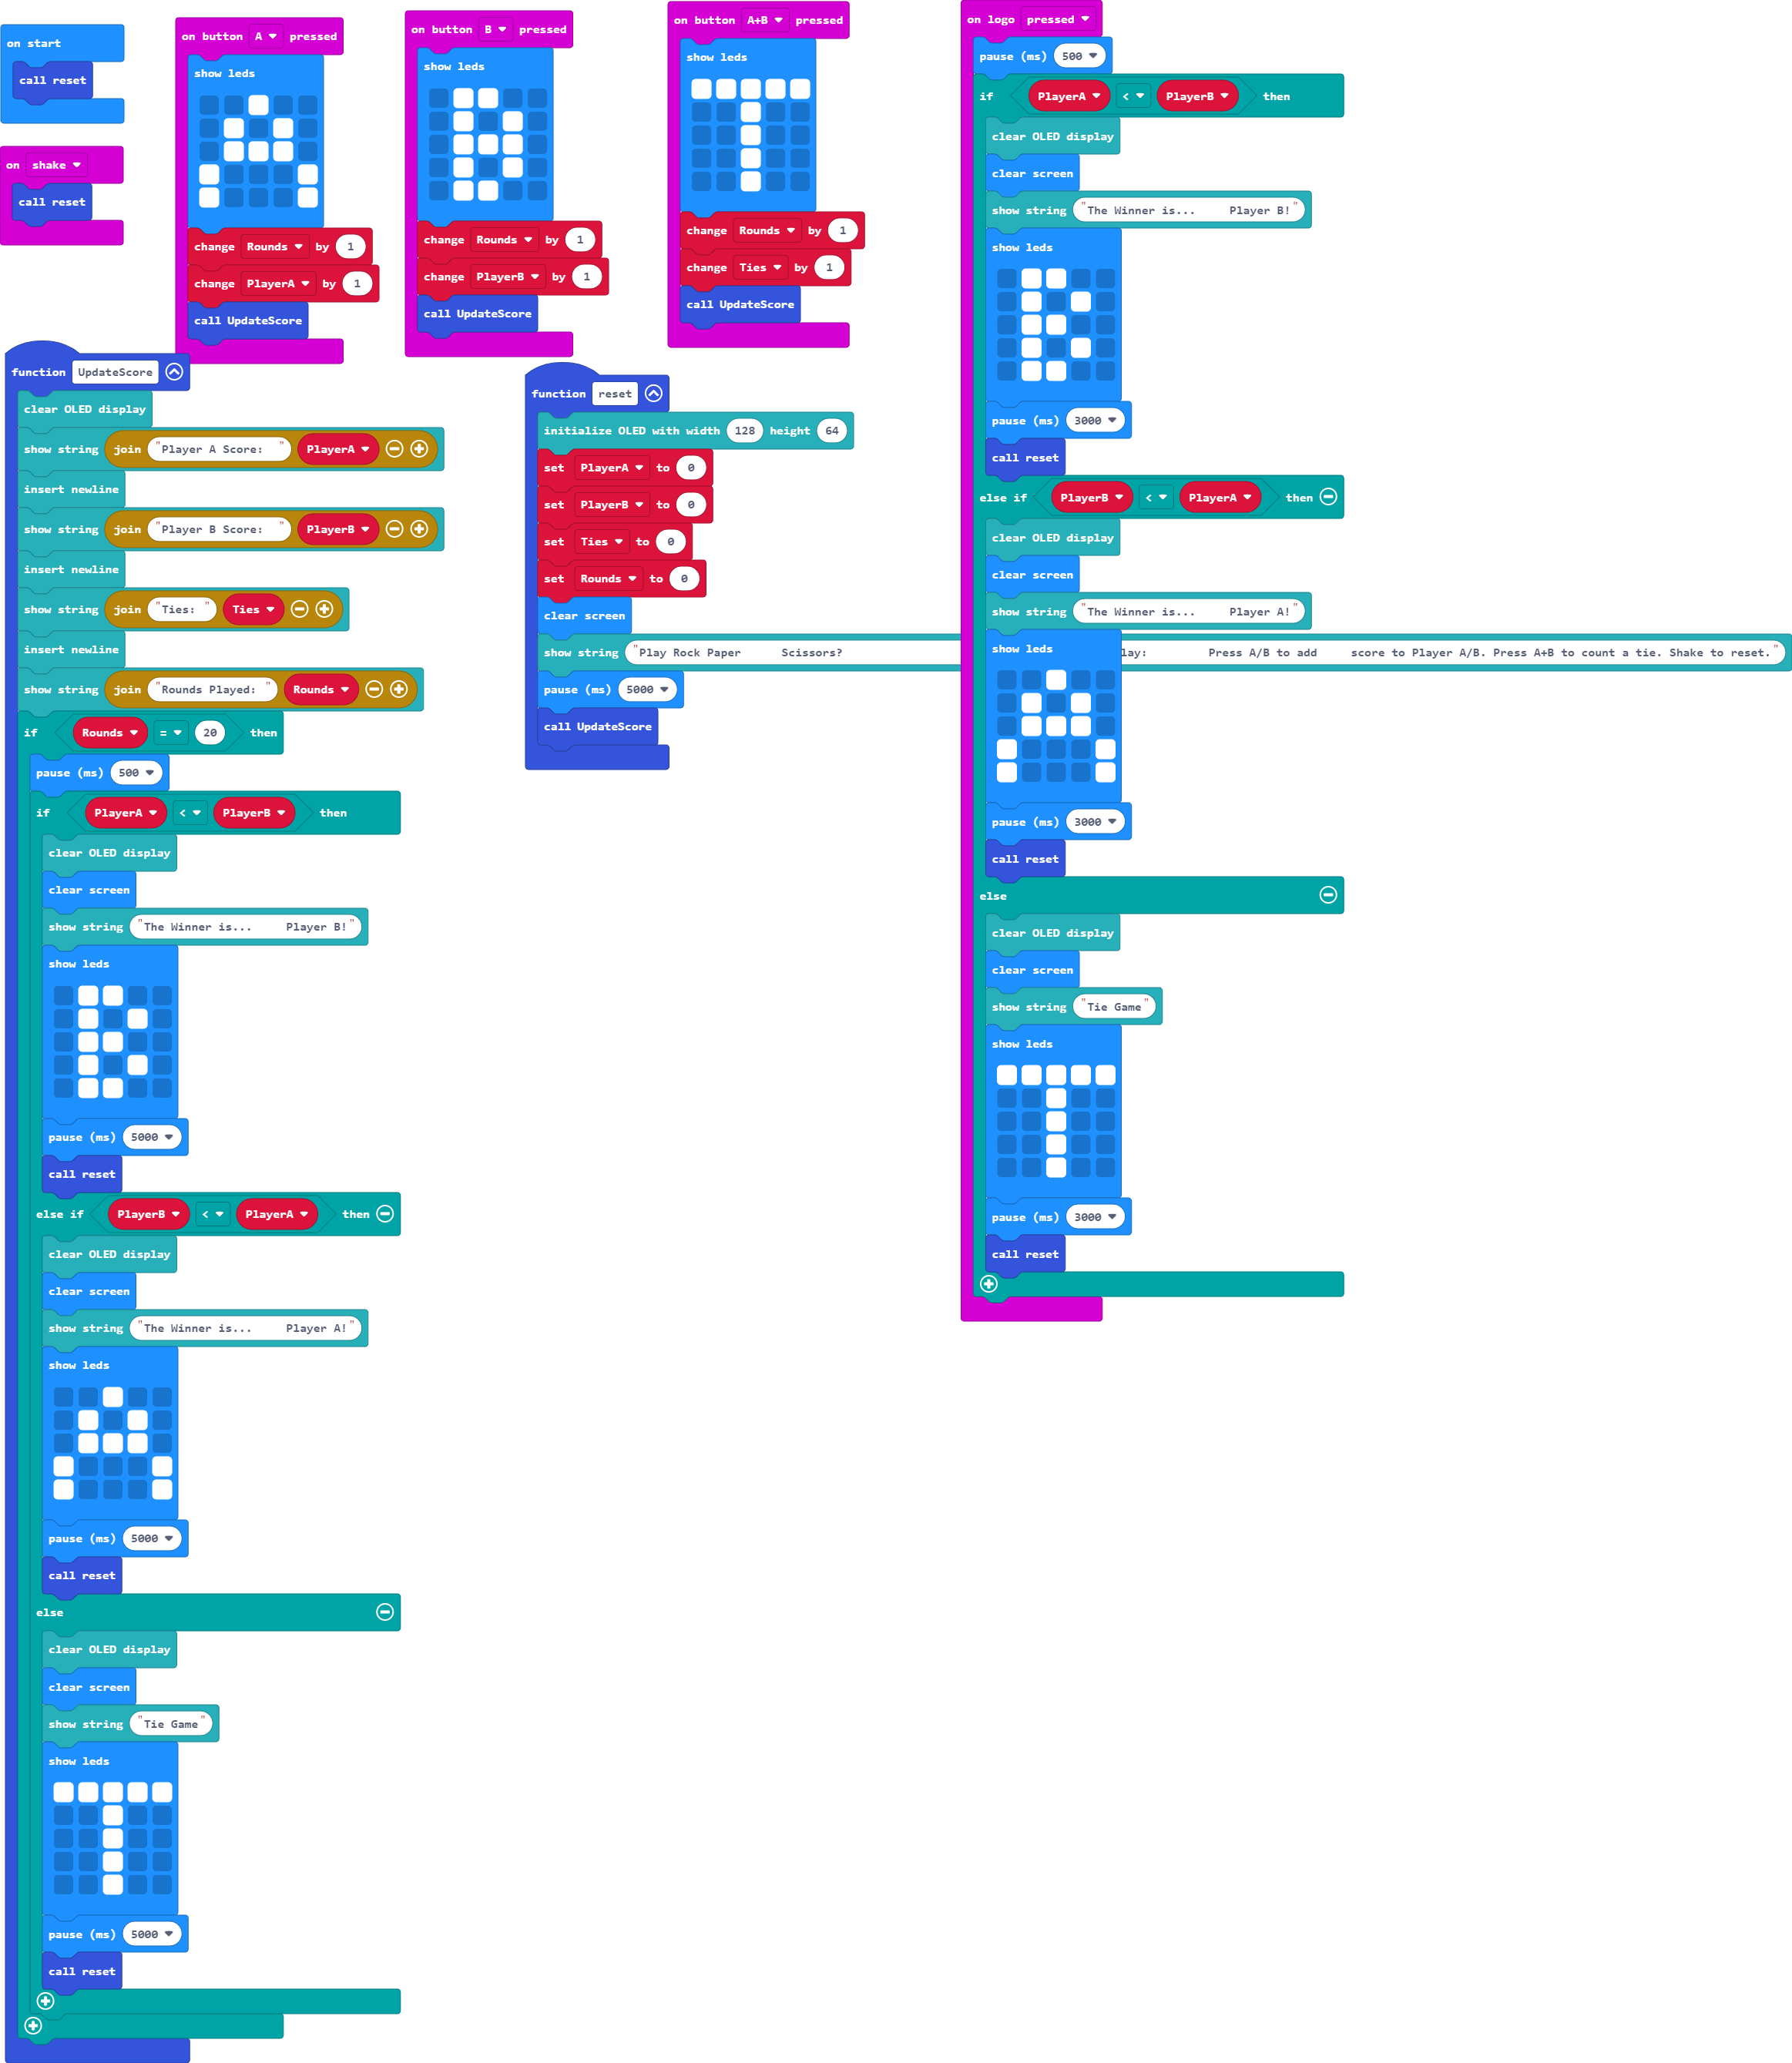 on start
call reset
on shake
call reset
on button A pressed
show leds
change Rounds by 1
change PlayerA by 1
call UpdateScore
on button B pressed
show leds
change Rounds by 1
change PlayerB by 1
call UpdateScore
on button A+B pressed
show leds
change Rounds by 1
change Ties by 1
call UpdateScore
function UpdateScore
clear OLED display
show string join "Player A Score: " PlayerA
insert newline
show string join "Player B Score: " PlayerB
insert newline
show string join "Ties: " Ties
insert newline
show string join "Rounds Played: " Rounds
if Rounds = 20 then
pause (ms) 500
if PlayerA < PlayerB then
clear OLED display
clear screen
show string "The Winner is... Player B!"
show leds
pause (ms) 5000
call reset
else if PlayerB < PlayerA then
clear OLED display
clear screen
show string "The Winner is... Player A!"
show leds
pause (ms) 5000
call reset
else
clear OLED display
clear screen
show string "Tie Game"
show leds
pause (ms) 5000
call reset
function reset
initialize OLED with width 128 height 64
set PlayerA to 0
set PlayerB to 0
set Ties to 0
set Rounds to 0
clear screen
show string "Play Rock Paper Scissors? lay: Press A/B to add score to Player A/B. Press A+B to count a tie. Shake to reset."
pause (ms) 5000
call UpdateScore
on logo pressed
pause (ms) 500
if PlayerA < PlayerB then
clear OLED display
clear screen
show string "The Winner is... Player B!"
show leds
pause (ms) 3000
call reset
else if PlayerB < PlayerA then
clear OLED display
clear screen
show string "The Winner is... Player A!"
show leds
pause (ms) 3000
call reset
else
clear OLED display
clear screen
show string "Tie Game"
show leds
pause (ms) 3000
call reset